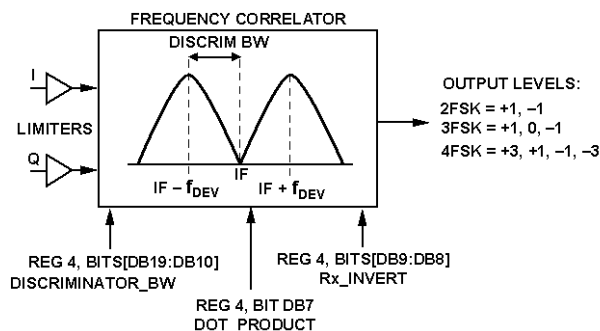 FREQUENCY CORRELATOR
DISCRIM BW
I
LIMITERS
Q
IF
IF – fDEV
IF + fDEV
OUTPUT LEVELS:
2FSK = +1, –1
3FSK = +1, 0, –1
4FSK = +3, +1, –1, –3
REG 4, BITS[DB19:DB10]
DISCRIMINATOR_BW
REG 4, BIT DB7
DOT_PRODUCT
REG 4, BITS[DB9:DB8]
Rx_INVERT